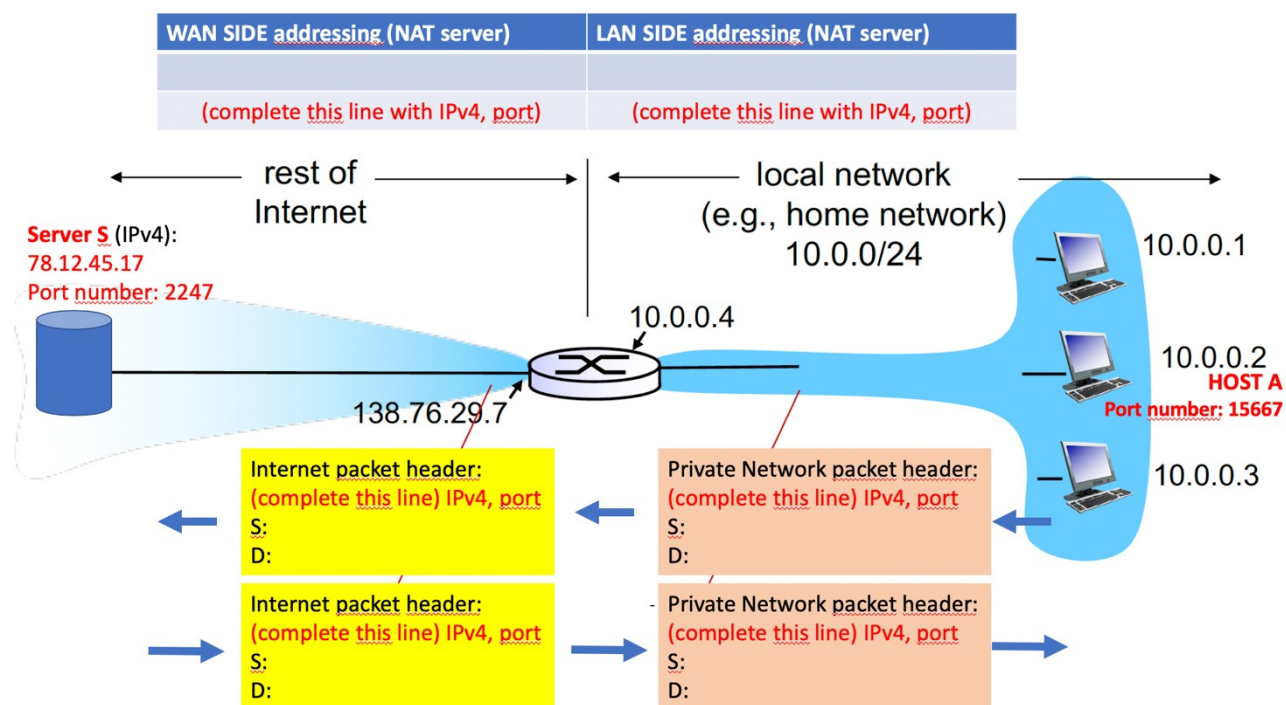 WAN SIDE addressing (NAT server)
LAN SIDE addressing (NAT server)
(complete this line with IPv4, port)
(complete this line with IPv4, port)
rest of
Internet
local network
(e.g., home network)
10.0.0/24
Server S (IPv4):
78.12.45.17
Port number: 2247
10.0.0.1
10.0.0.4
10.0.0.2
HOST A
Port number: 15667
138.76.29.7
10.0.0.3
Internet packet header:
(complete this line) IPv4, port
S:
D:
Private Network packet header:
(complete this line) IPv4, port
S:
D:
Internet packet header:
(complete this line) IPv4, port
S:
D:
- Private Network packet header:
(complete this line) IPv4, port
S:
D: